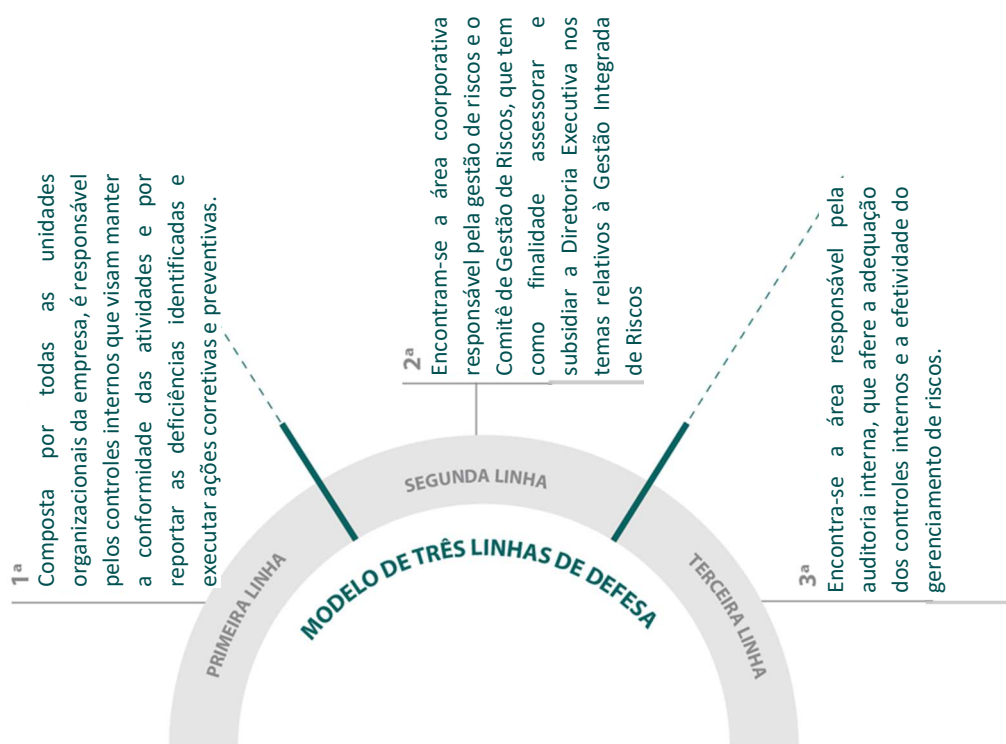 1ª
Composta por todas as unidades
organizacionais da empresa, é responsável
pelos controles internos que visam manter
a conformidade das atividades e por
reportar as deficiências identificadas e
executar ações corretivas e preventivas.
2ª
Encontram-se a área coorporativa
responsável pela gestão de riscos e o
Comitê de Gestão de Riscos, que tem
como finalidade assessorar e
subsidiar a Diretoria Executiva nos
temas relativos à Gestão Integrada
de Riscos
3ª
Encontra-se a área responsável pela .
auditoria interna, que afere a adequação
dos controles internos e a efetividade do
gerenciamento de riscos.
PRIMEIRA LINHA
SEGUNDA LINHA
TERCEIRA LINHA
MODELO DE TRÊS LINHAS DE DEFESA